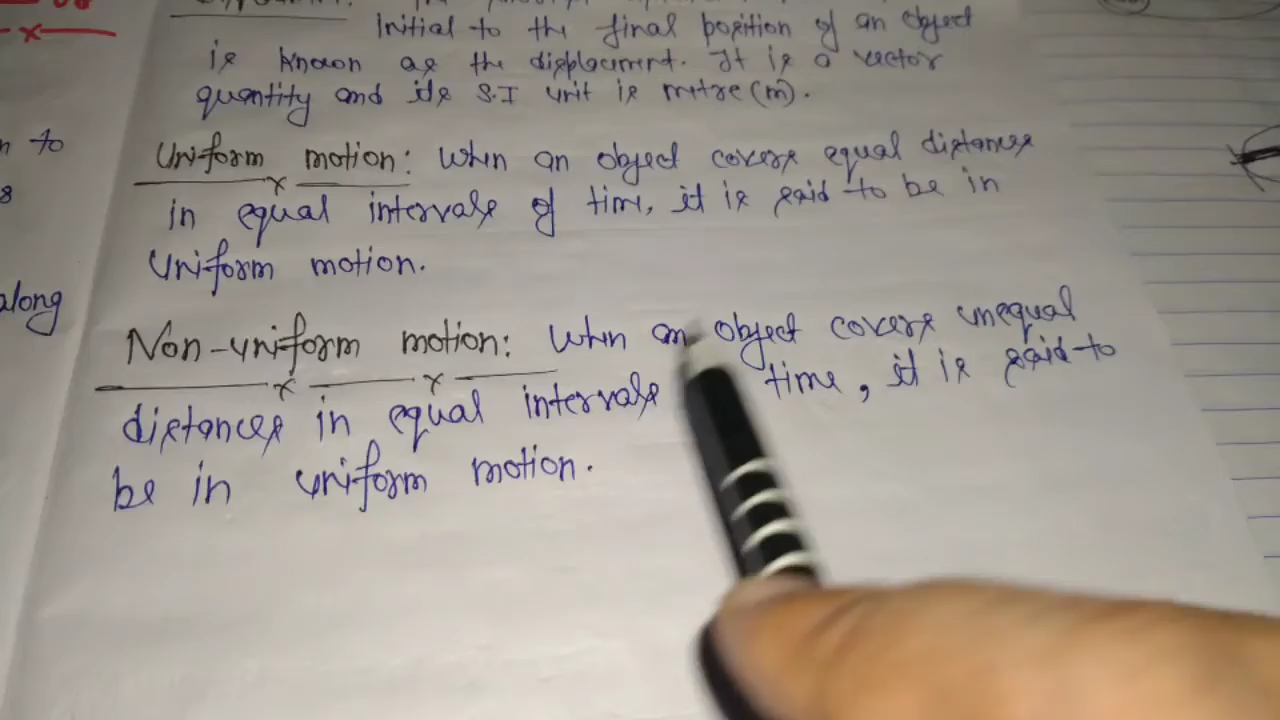 Initial to the final position of an object
is known as the displacement. It is a vector
quantity and its S.I unit is metre (m).
n to
Uniform motion: When an object covers equal distances
8
in equal intervals of time, it is said to be in
uniform motion.
along
Non-uniform motion: When an object covers unequal
distances in equal intervals time, it is said to
be in uniform motion.